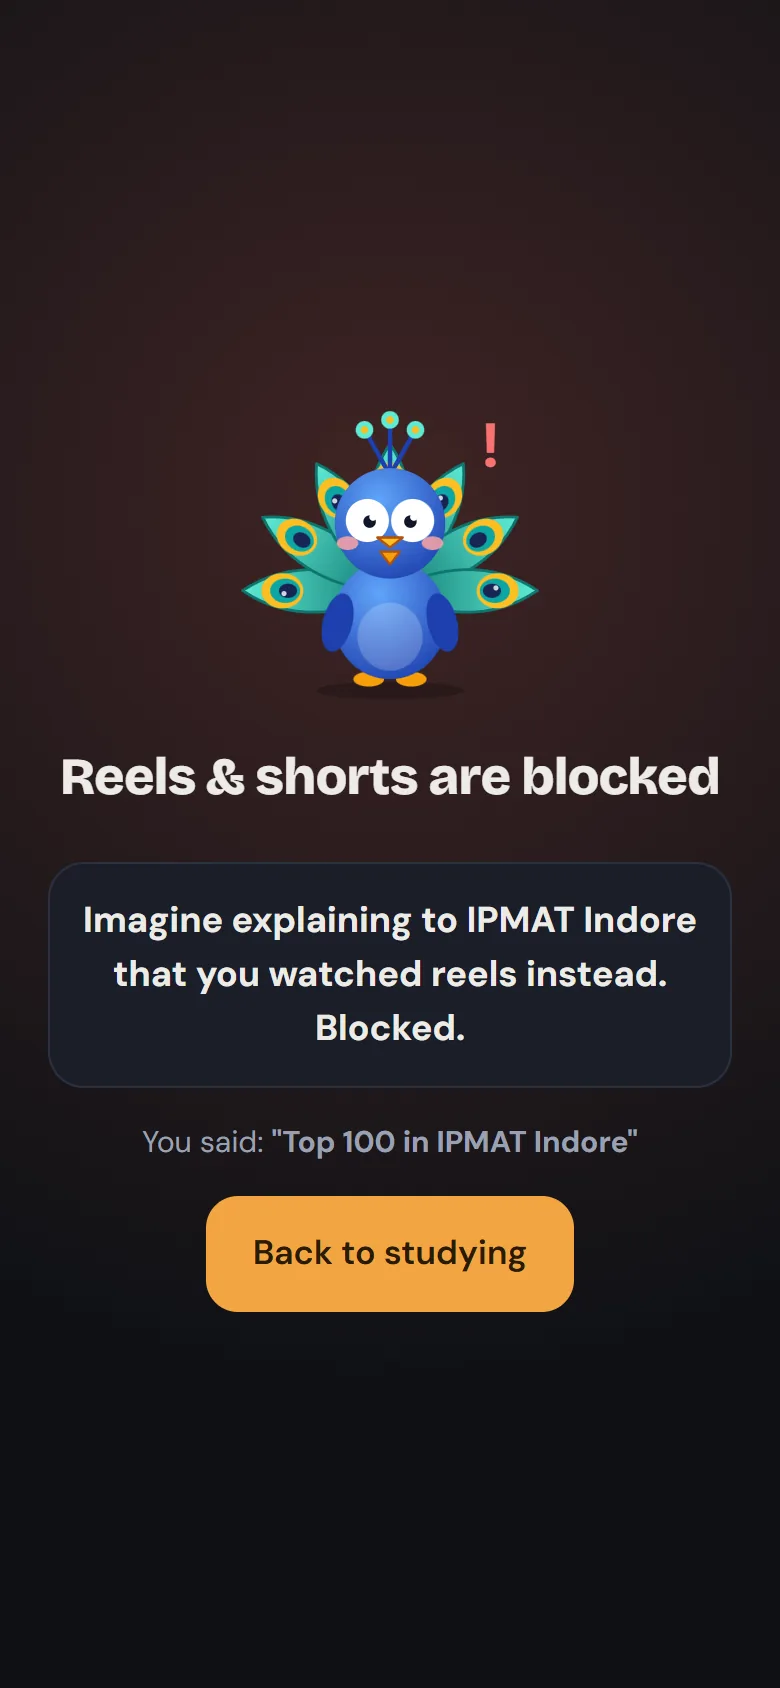 !
Reels & shorts are blocked
Imagine explaining to IPMAT Indore
that you watched reels instead.
Blocked.
You said: "Top 100 in IPMAT Indore"
Back to studying